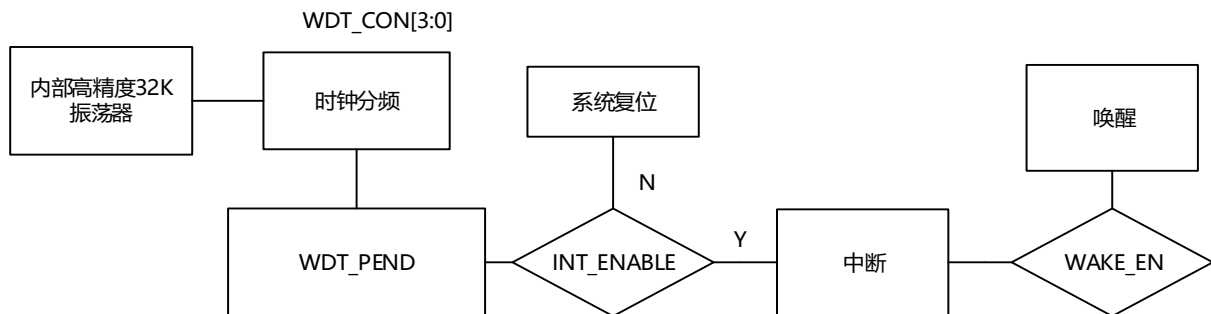 WDT_CON[3:0]
内部高精度32K
振荡器
时钟分频
系统复位
唤醒
N
WDT_PEND
INT_ENABLE
Y
中断
WAKE_EN